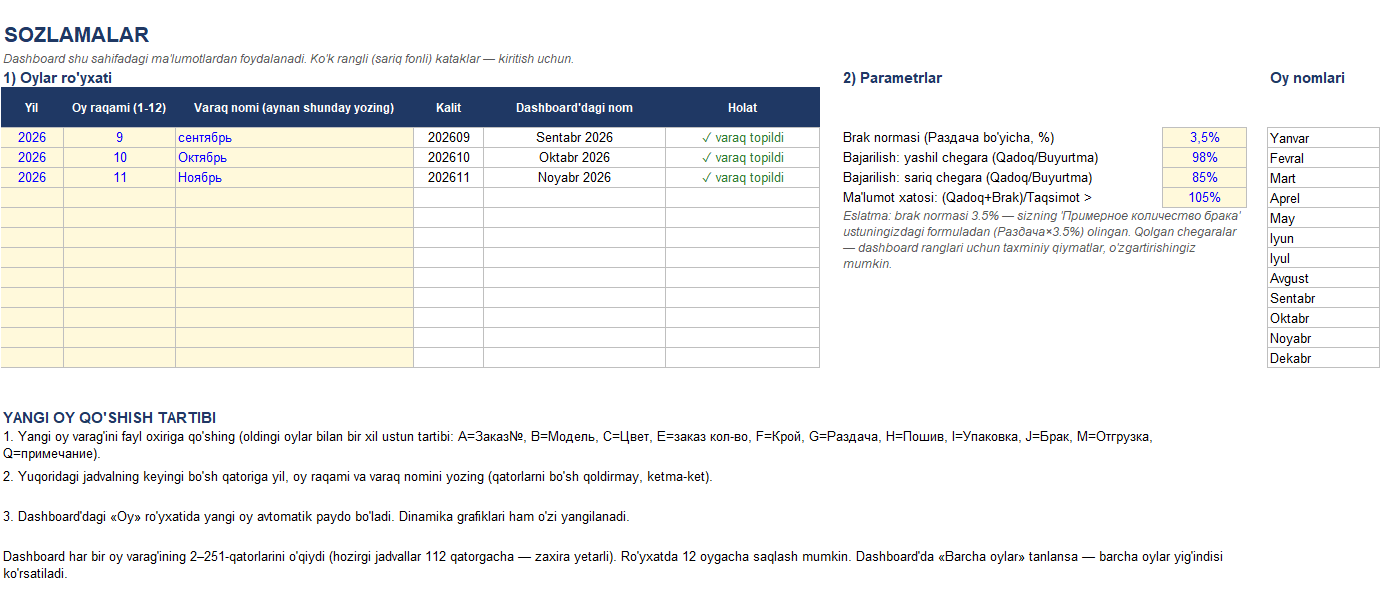 SOZLAMALAR
Dashboard shu sahifadagi ma'lumotlardan foydalanadi. Ko'k rangli (sariq fonli) kataklar — kiritish uchun.
1) Oylar ro'yxati
Yil Oy raqami (1-12) Varaq nomi (aynan shunday yozing) Kalit Dashboard'dagi nom Holat
2026 9 сентябрь 202609 Sentabr 2026 ✓ varaq topildi
2026 10 Октябрь 202610 Oktabr 2026 ✓ varaq topildi
2026 11 Ноябрь 202611 Noyabr 2026 ✓ varaq topildi
2) Parametrlar
Brak normasi (Раздача bo'yicha, %) 3,5%
Bajarilish: yashil chegara (Qadoq/Buyurtma) 98%
Bajarilish: sariq chegara (Qadoq/Buyurtma) 85%
Ma'lumot xatosi: (Qadoq+Brak)/Taqsimot > 105%
Eslatma: brak normasi 3.5% — sizning 'Примерное количество брака'
ustuningizdagi formuladan (Раздача×3.5%) olingan. Qolgan chegaralar
— dashboard ranglari uchun taxminiy qiymatlar, o'zgartirishingiz
mumkin.
Oy nomlari
Yanvar
Fevral
Mart
Aprel
May
Iyun
Iyul
Avgust
Sentabr
Oktabr
Noyabr
Dekabr
YANGI OY QO'SHISH TARTIBI
1. Yangi oy varag'ini fayl oxiriga qo'shing (oldingi oylar bilan bir xil ustun tartibi: A=Заказ№, B=Модель, C=Цвет, E=заказ кол-во, F=Крой, G=Раздача, H=Пошив, I=Упаковка, J=Брак, M=Отгрузка,
Q=примечание).
2. Yuqoridagi jadvalning keyingi bo'sh qatoriga yil, oy raqami va varaq nomini yozing (qatorlarni bo'sh qoldirmay, ketma-ket).
3. Dashboard'dagi «Oy» ro'yxatida yangi oy avtomatik paydo bo'ladi. Dinamika grafiklari ham o'zi yangilanadi.
Dashboard har bir oy varag'ining 2–251-qatorlarini o'qiydi (hozirgi jadvallar 112 qatorgacha — zaxira yetarli). Ro'yxatda 12 oygacha saqlash mumkin. Dashboard'da «Barcha oylar» tanlansa — barcha oylar yig'indisi
ko'rsatiladi.